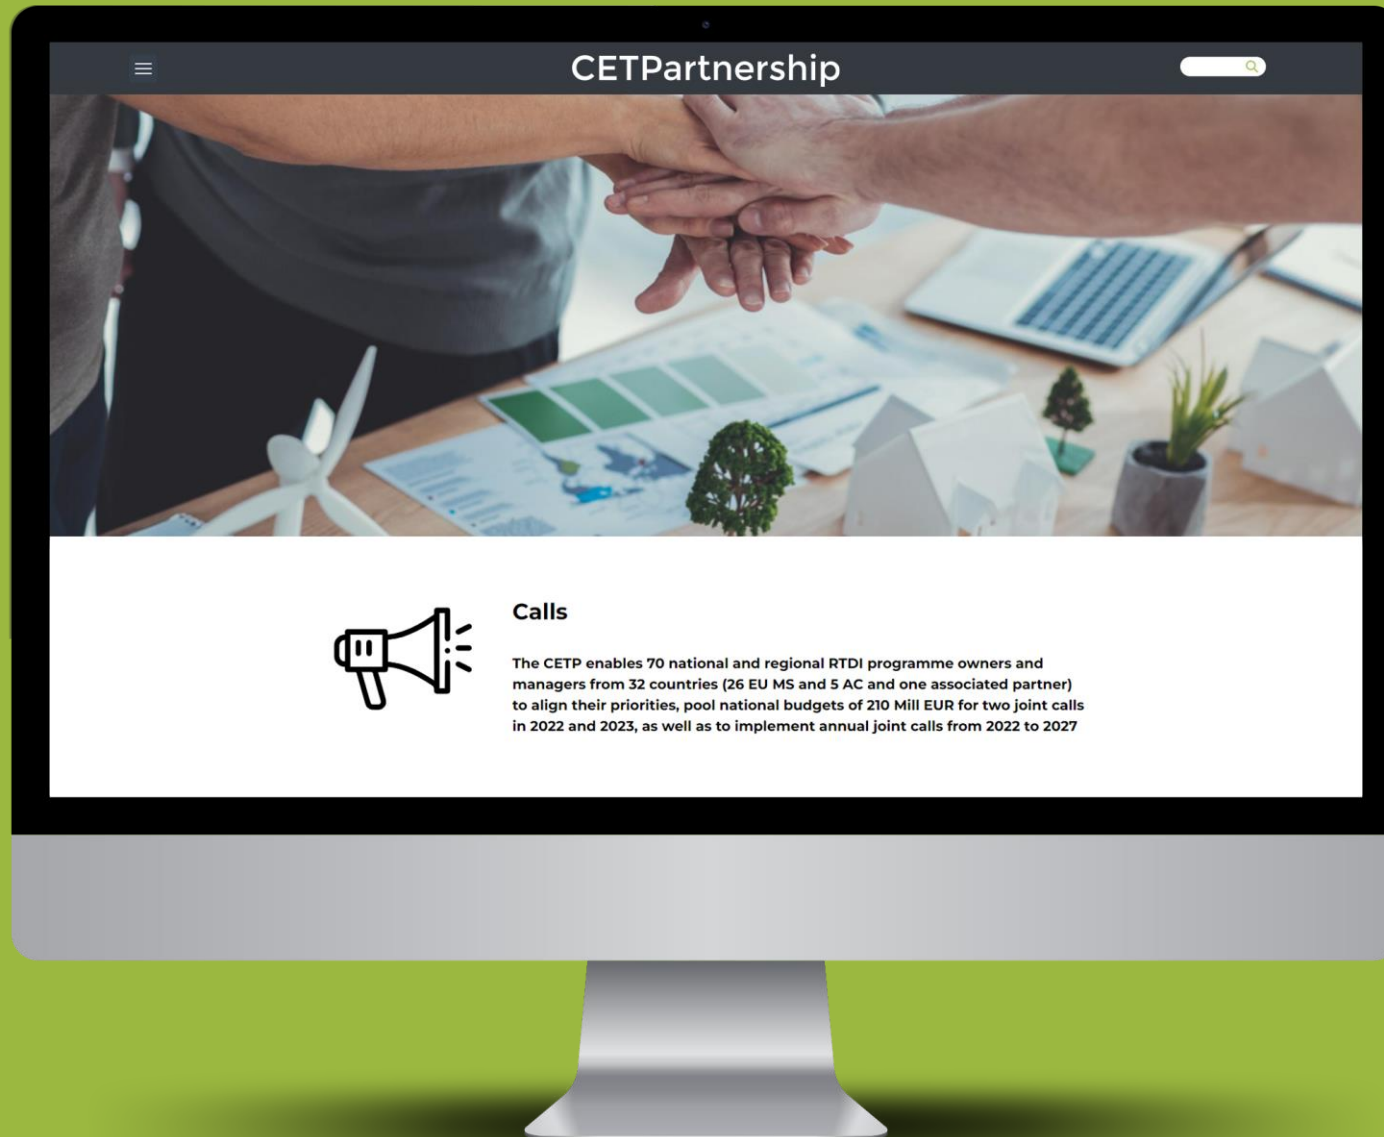 CETPartnership
Calls
The CETP enables 70 national and regional RTDI programme owners and
managers from 32 countries (26 EU MS and 5 AC and one associated partner)
to align their priorities, pool national budgets of 210 Mill EUR for two joint calls
in 2022 and 2023, as well as to implement annual joint calls from 2022 to 2027